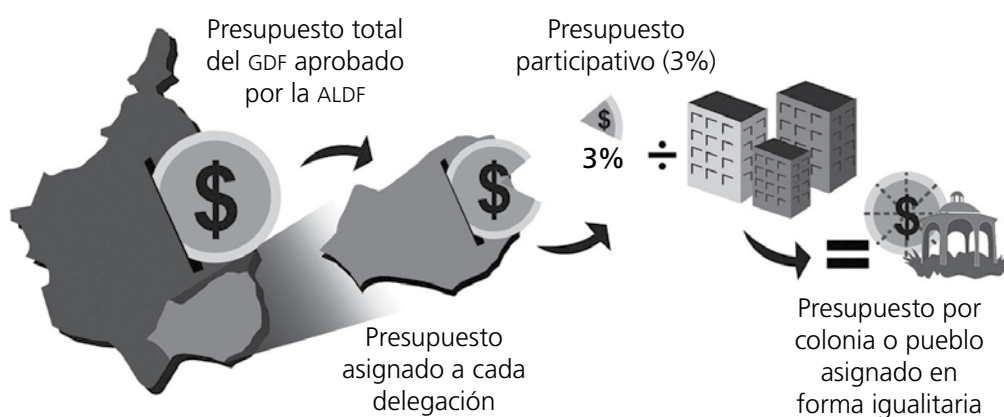 Presupuesto total
del GDF aprobado
por la ALDF
$
Presupuesto
asignado a cada
delegación
$
Presupuesto
participativo (3%)
$
3% ÷
=
$
Presupuesto por
colonia o pueblo
asignado en
forma igualitaria